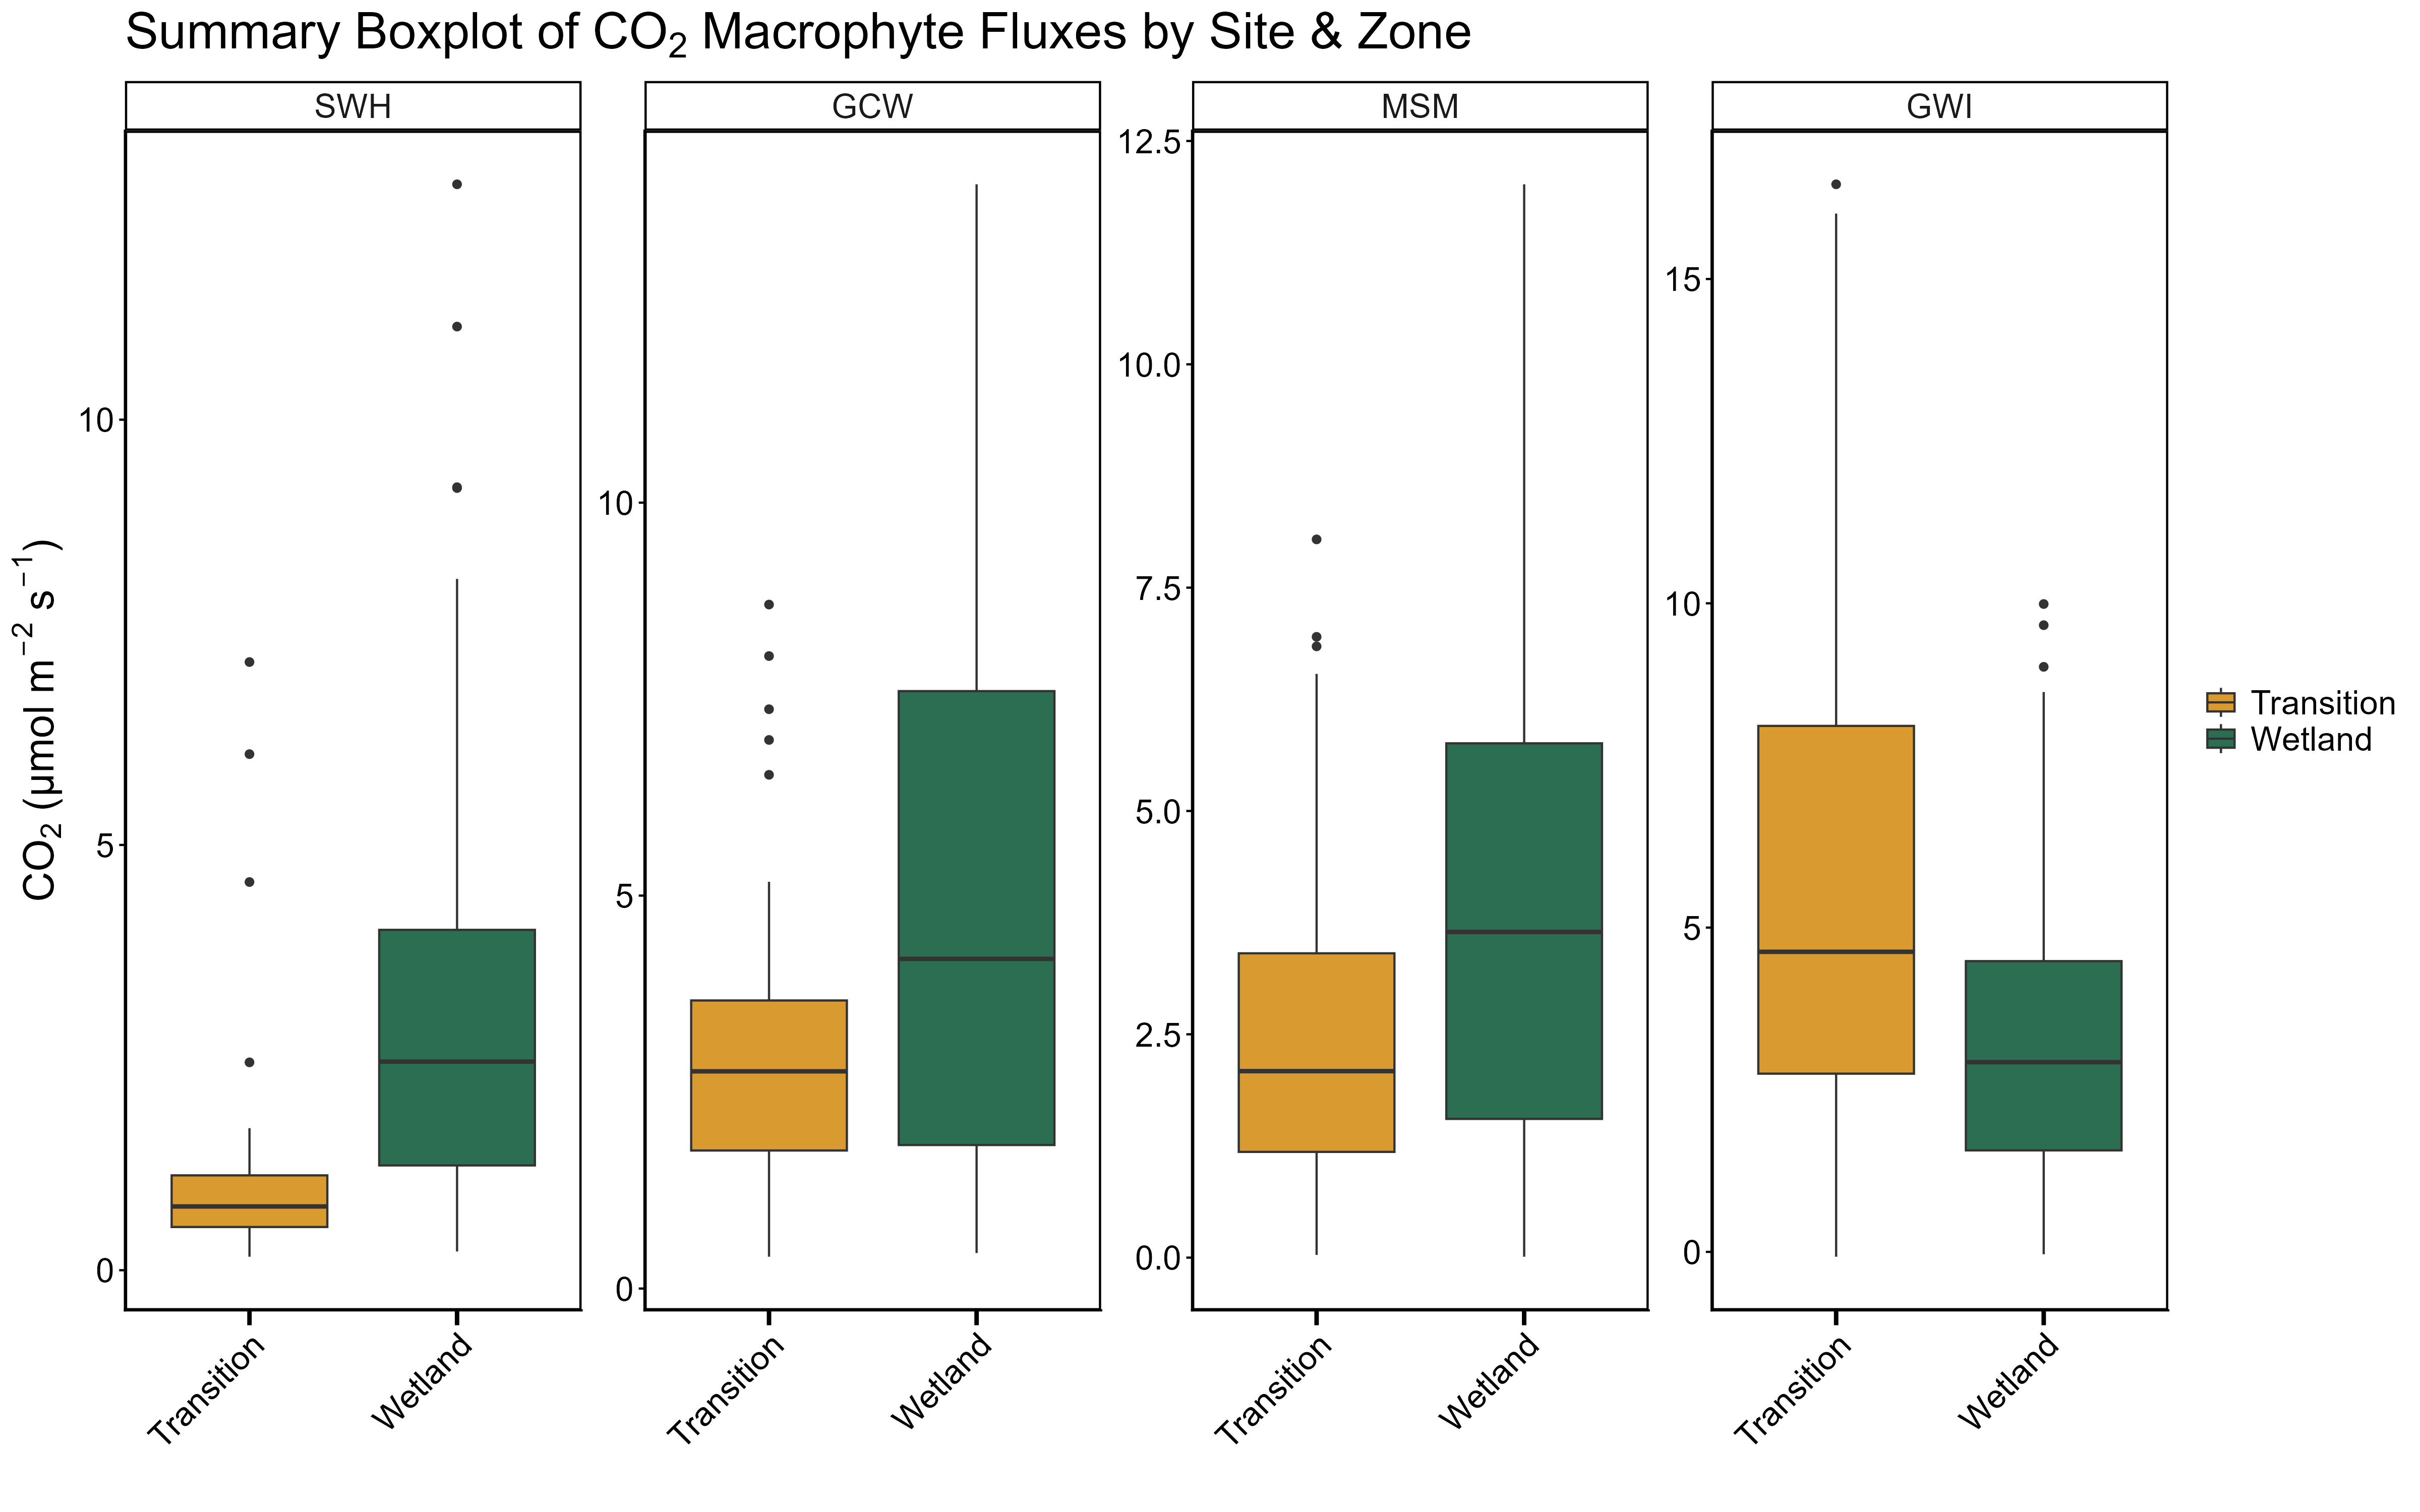 Summary Boxplot of CO₂ Macrophyte Fluxes by Site & Zone
SWH
GCW
MSM
GWI
CO₂ (µmol m⁻² s⁻¹)
10
5
0
10
5
0
12.5
10.0
7.5
5.0
2.5
0.0
15
10
5
0
Transition
Wetland
Transition
Wetland
Transition
Wetland
Transition
Wetland
Transition
Wetland